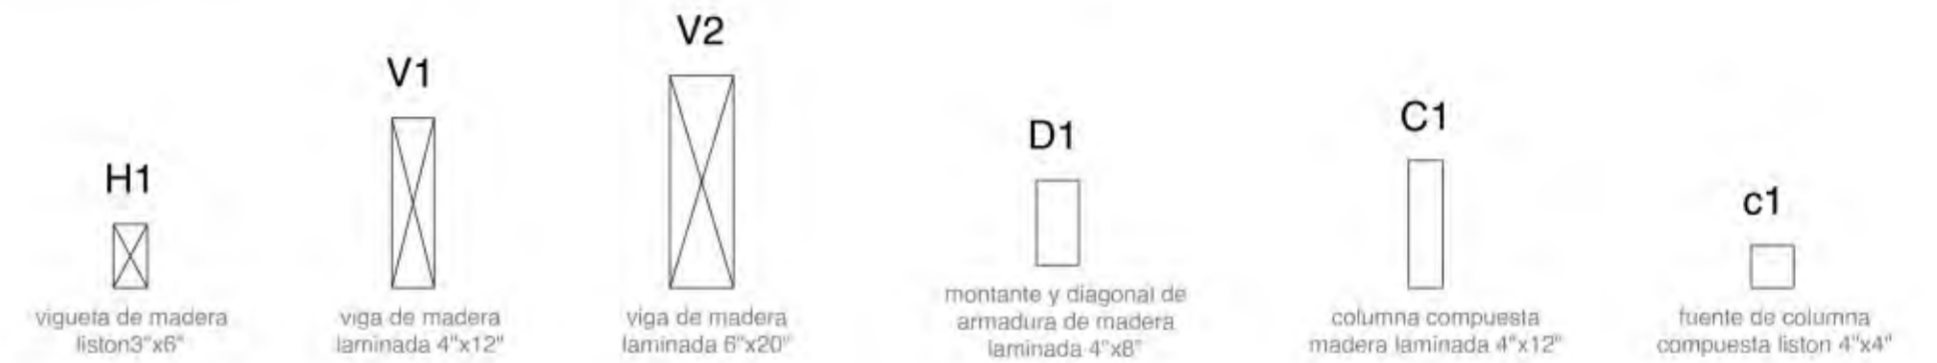 H1
vigueta de madera
liston3"x6"
V1
viga de madera
laminada 4"x12"
V2
viga de madera
laminada 6"x20"
D1
montante y diagonal de
armadura de madera
laminada 4"x8"
C1
columna compuesta
madera laminada 4"x12"
c1
fuente de columna
compuesta liston 4"x4"